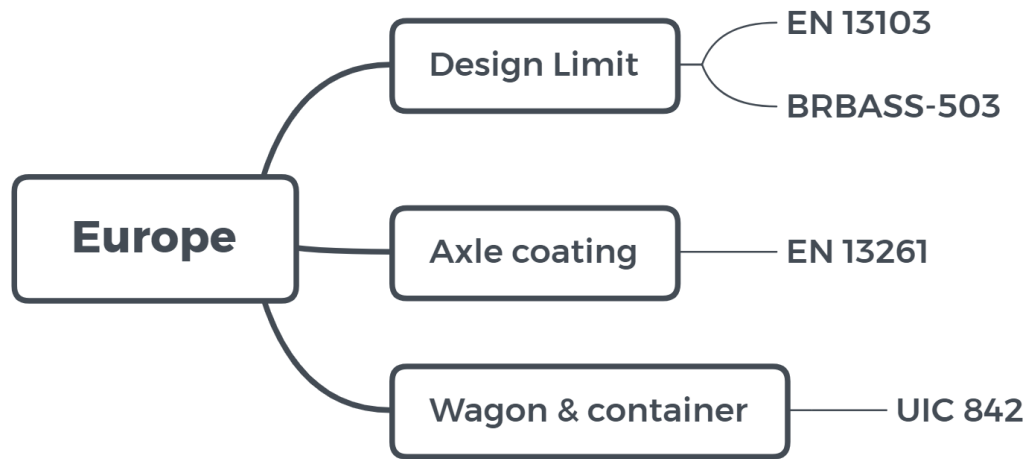 Europe
Design Limit
EN 13103
BRBASS-503
Axle coating
EN 13261
Wagon & container
UIC 842